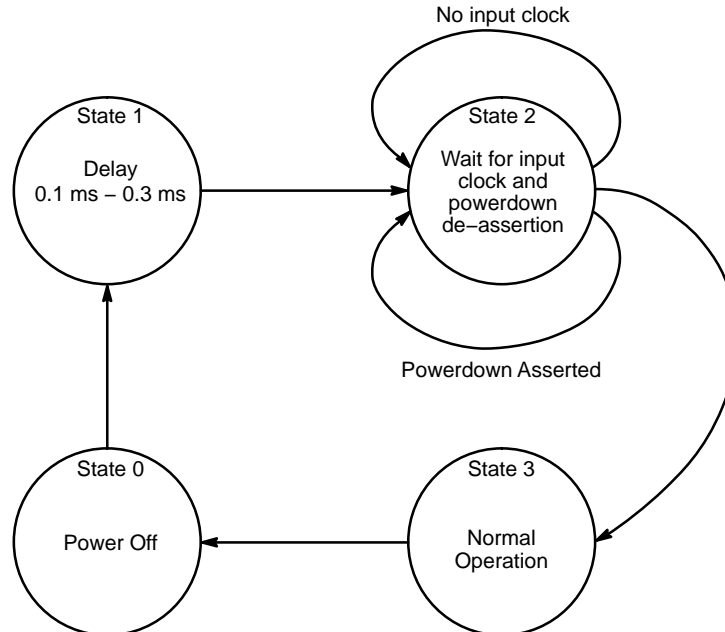 No input clock
State 1
Delay
0.1 ms − 0.3 ms
State 2
Wait for input
clock and
powerdown
de−assertion
Powerdown Asserted
State 0
Power Off
State 3
Normal
Operation